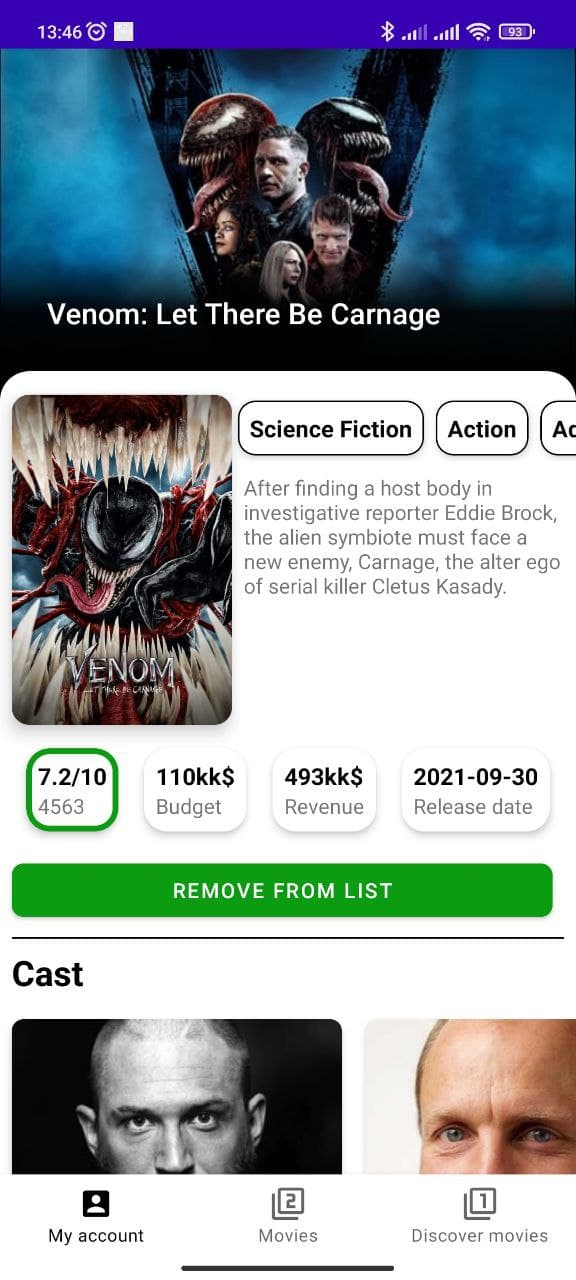 13:46
93
Venom: Let There Be Carnage
Science Fiction
Action
Ad
After finding a host body in
investigative reporter Eddie Brock,
the alien symbiote must face a
new enemy, Carnage, the alter ego
of serial killer Cletus Kasady.
VENOM
LET THERE BE CARNAGE
7.2/10
4563
110kk$
Budget
493kk$
Revenue
2021-09-30
Release date
REMOVE FROM LIST
Cast
2
1
My account
Movies
Discover movies